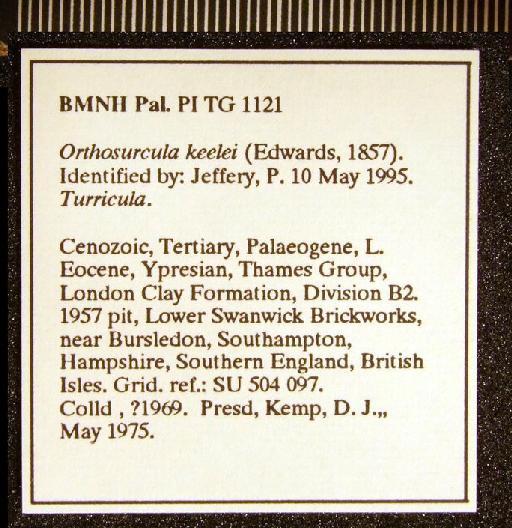 BMNH Pal. PI TG 1121
Orthosurcula keelei (Edwards, 1857).
Identified by: Jeffery, P. 10 May 1995.
Turricula.
Cenozoic, Tertiary, Palaeogene, L.
Eocene, Ypresian, Thames Group,
London Clay Formation, Division B2.
1957 pit, Lower Swanwick Brickworks,
near Bursledon, Southampton,
Hampshire, Southern England, British
Isles. Grid. ref.: SU 504 097.
Colld , ?1969. Presd, Kemp, D. J.,,
May 1975.